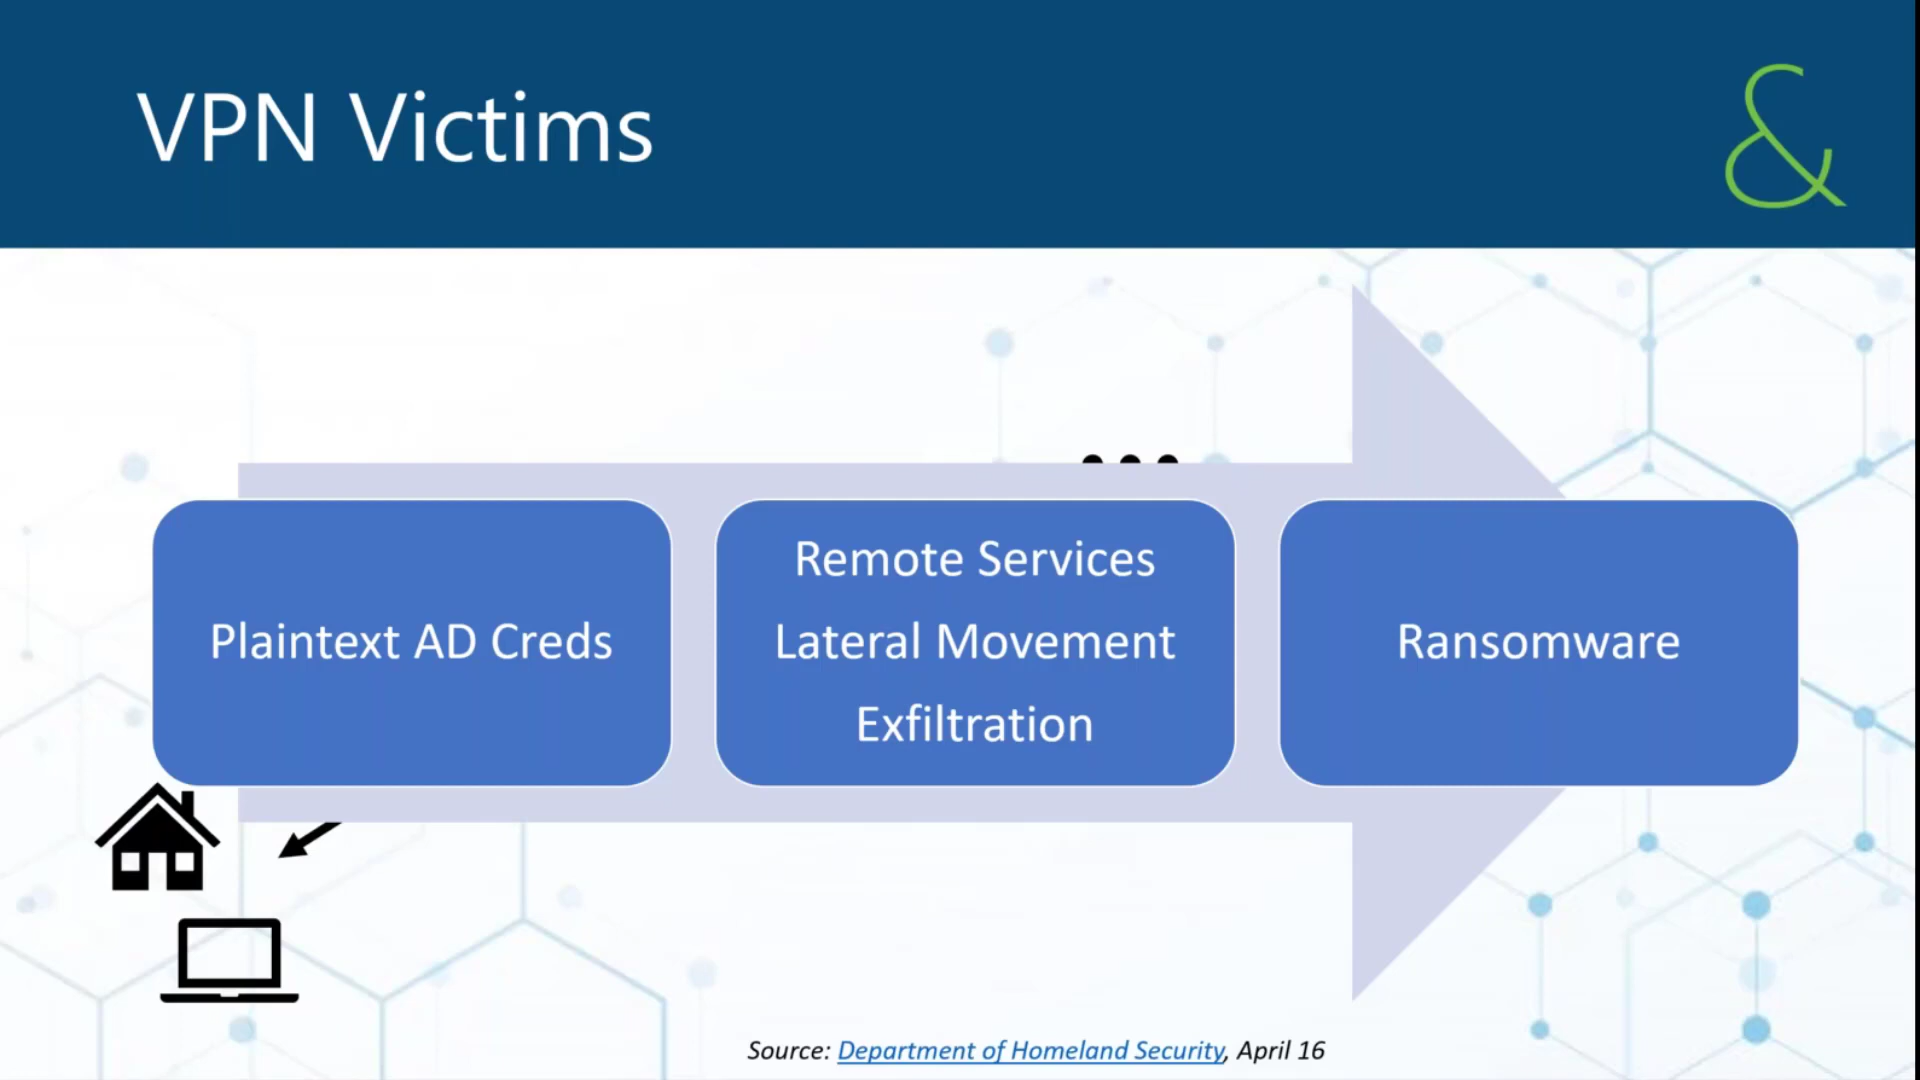 VPN Victims
&
Plaintext AD Creds
Remote Services
Lateral Movement
Exfiltration
Ransomware
Source: Department of Homeland Security, April 16